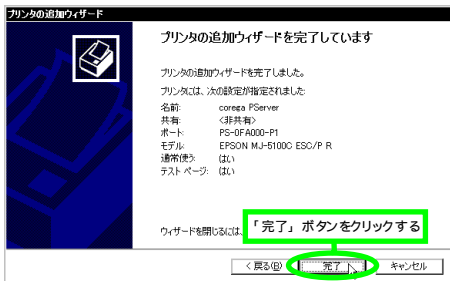 プリンタの追加ウィザード
プリンタの追加ウィザードを完了しています
プリンタの追加ウィザードを完了しました。
プリンタには、次の設定が指定されました:
名前: corega PServer
共有: <非共有>
ポート: PS-0FA000-P1
モデル: EPSON MJ-5100C ESC/P R
通常使う: はい
テスト ページ: はい
ウィザードを閉じるには、
「完了」ボタンをクリックする
< 戻る(B)
完了
キャンセル